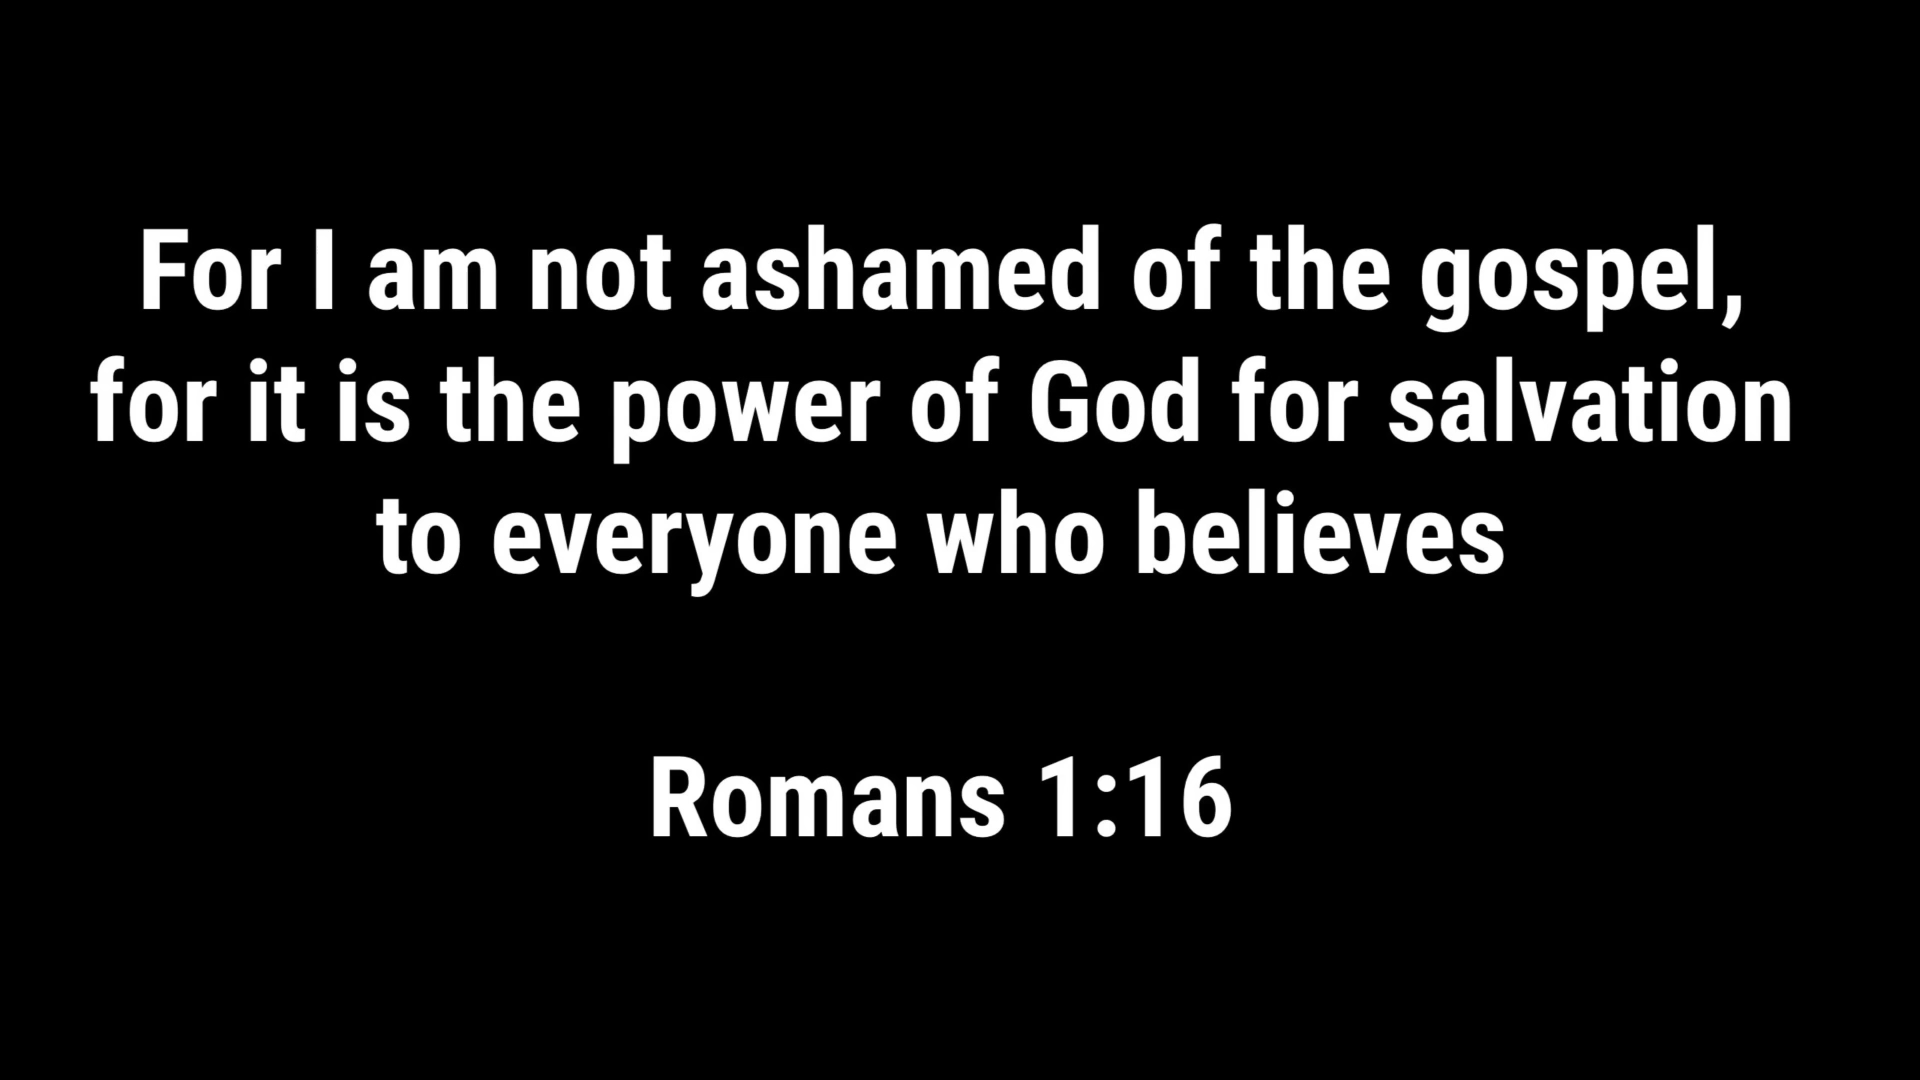 For I am not ashamed of the gospel,
for it is the power of God for salvation
to everyone who believes
Romans 1:16